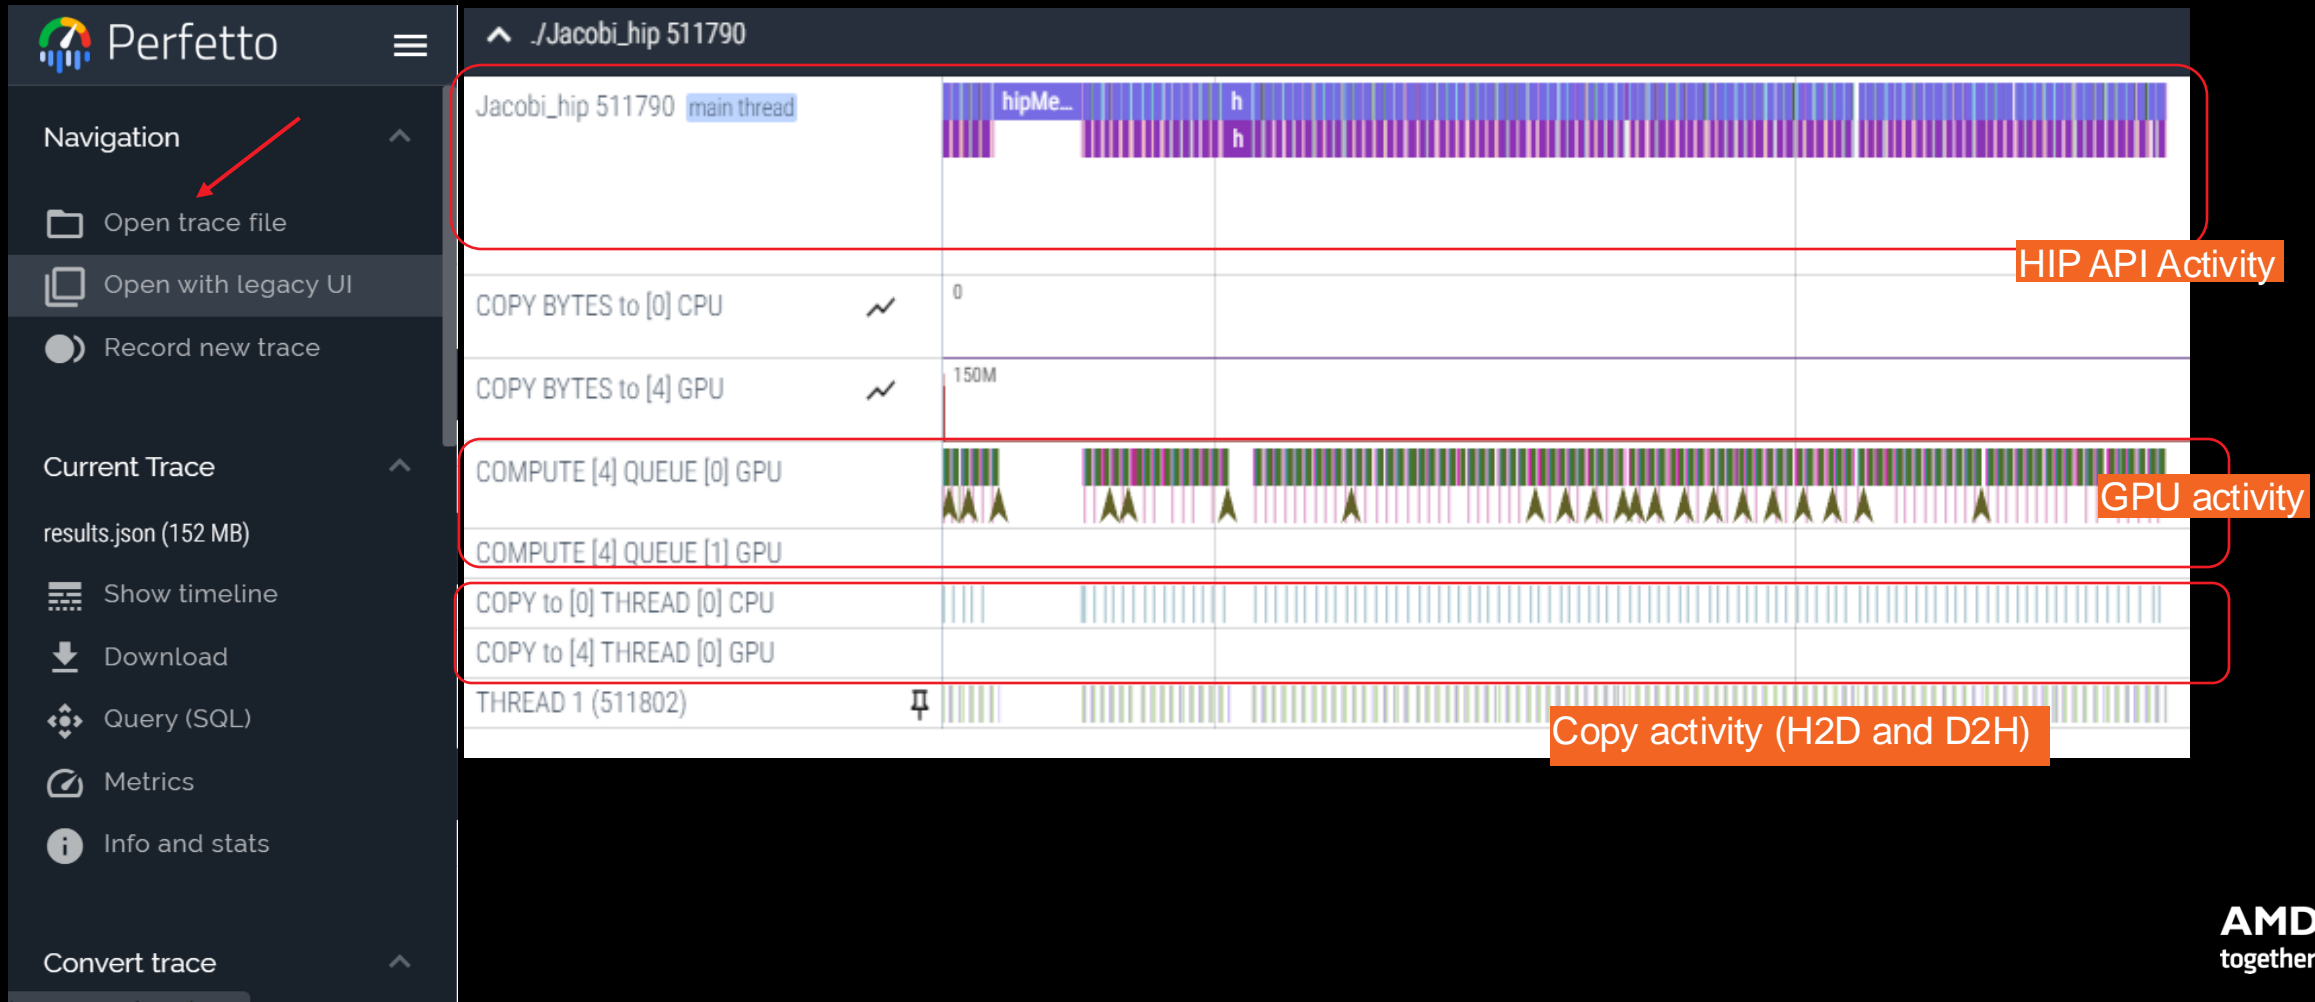 Perfetto
Navigation
Open trace file
Open with legacy UI
Record new trace
Current Trace
results.json (152 MB)
Show timeline
Download
Query (SQL)
Metrics
Info and stats
Convert trace
./Jacobi_hip 511790
Jacobi_hip 511790 main thread
hipMe... h
h
HIP API Activity
COPY BYTES to [0] CPU
0
COPY BYTES to [4] GPU
150M
COMPUTE [4] QUEUE [0] GPU
GPU activity
COMPUTE [4] QUEUE [1] GPU
COPY to [0] THREAD [0] CPU
COPY to [4] THREAD [0] GPU
THREAD 1 (511802)
Copy activity (H2D and D2H)
AMD
together